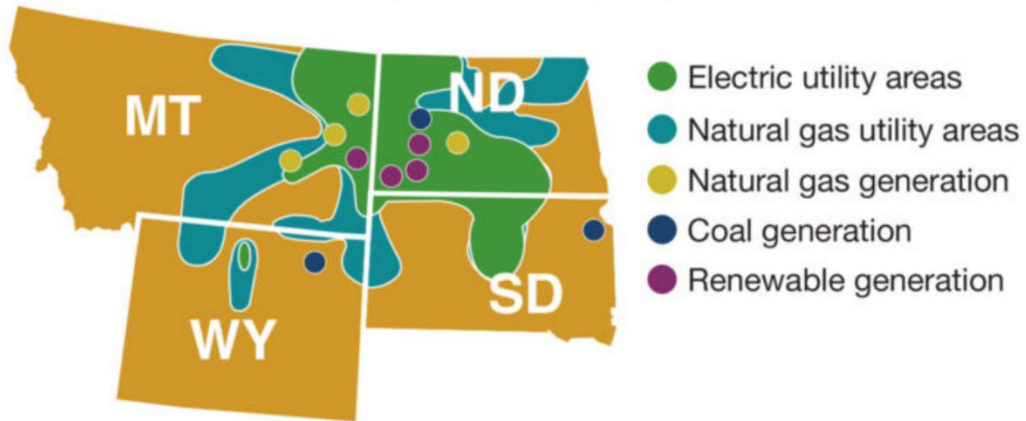 MT
ND
WY
SD
Electric utility areas
Natural gas utility areas
Natural gas generation
Coal generation
Renewable generation